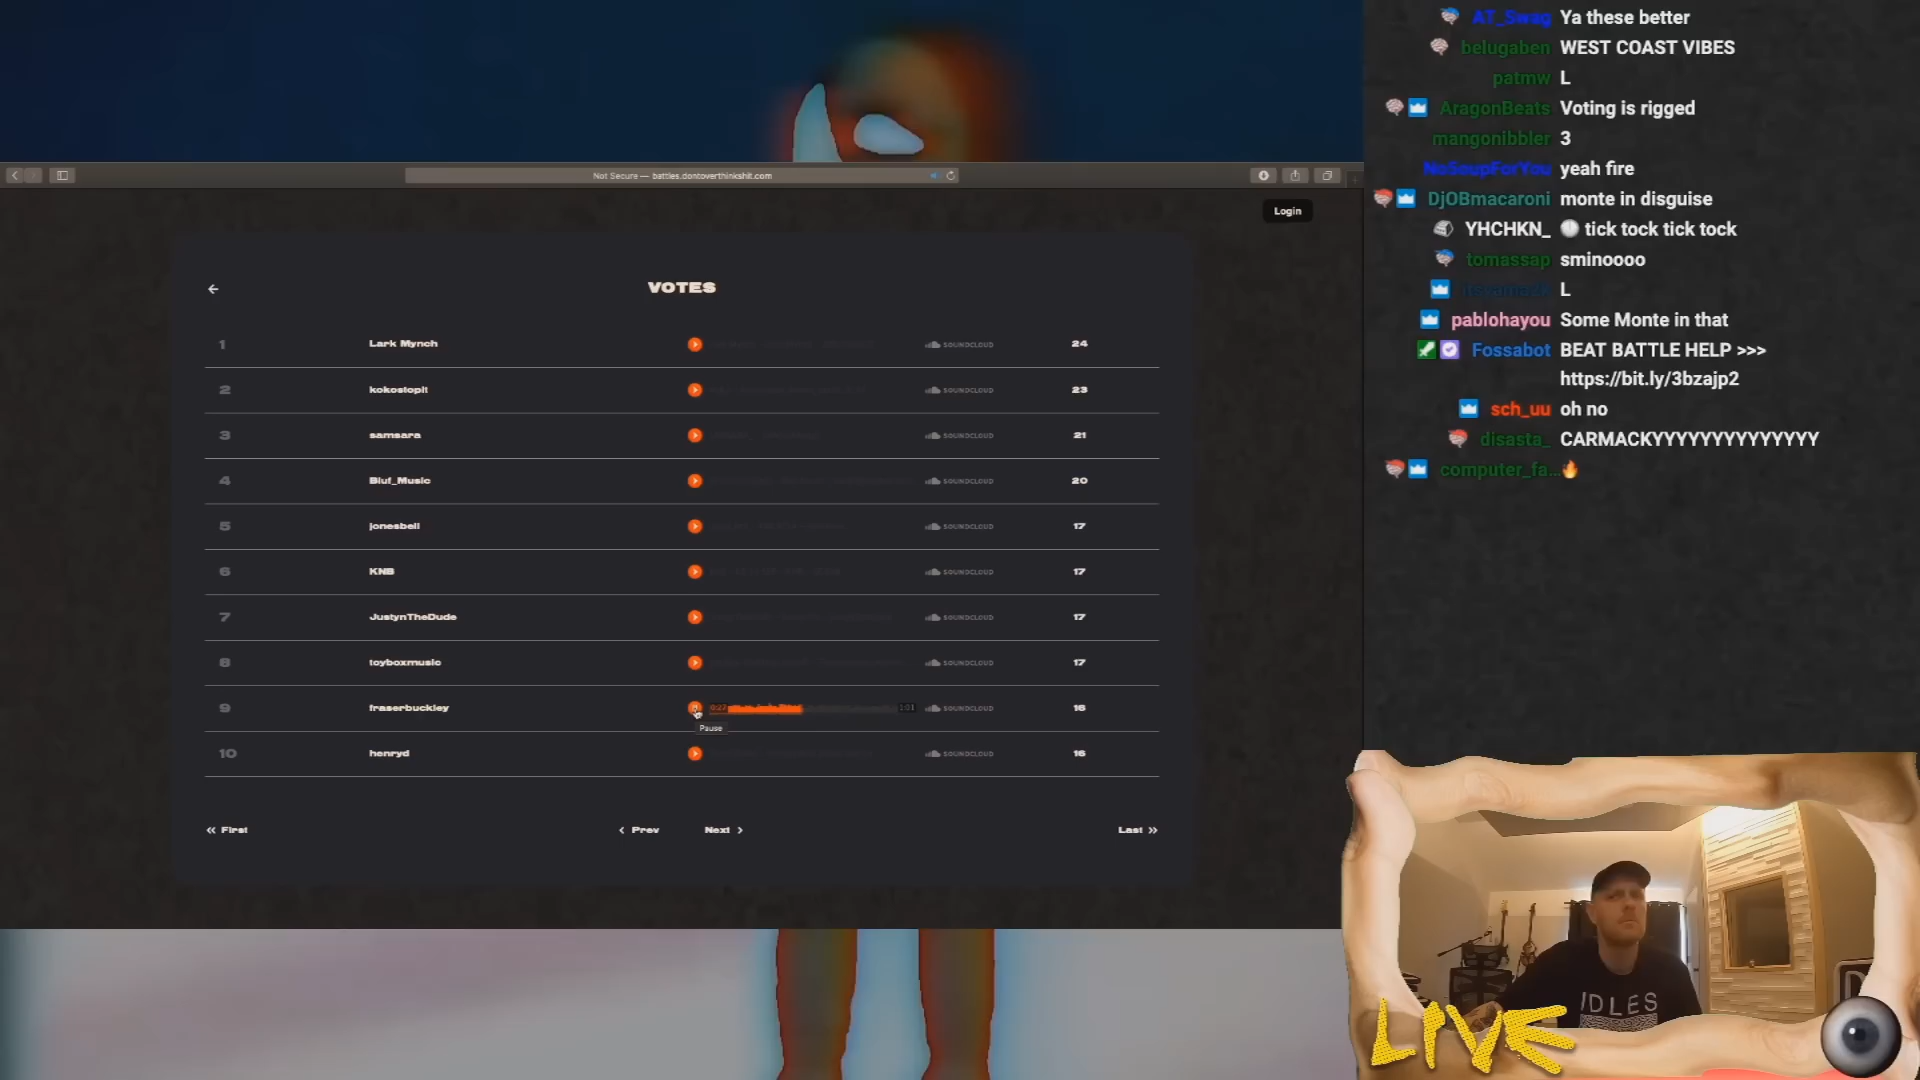 Not Secure — battles.dontoverthinkshit.com
Login
VOTES
1 Lark Mynch SOUNDCLOUD 24
2 kokostopit SOUNDCLOUD 23
3 samsara SOUNDCLOUD 21
4 Bluf_Music SOUNDCLOUD 20
5 jonesbell SOUNDCLOUD 17
6 KNB SOUNDCLOUD 17
7 JustynTheDude SOUNDCLOUD 17
8 toyboxmusic SOUNDCLOUD 17
9 fraserbuckley 0:27 1:01 SOUNDCLOUD 16
Pause
10 henryd SOUNDCLOUD 16
« First
‹ Prev
Next ›
Last »
AT_Swag Ya these better
belugaben WEST COAST VIBES
patmw L
AragonBeats Voting is rigged
mangonibbler 3
NoSoupForYou yeah fire
DjOBmacaroni monte in disguise
YHCHKN_ tick tock tick tock
tomassap sminoooo
L
pablohayou Some Monte in that
Fossabot BEAT BATTLE HELP >>>
https://bit.ly/3bzajp2
sch_uu oh no
disasta_ CARMACKYYYYYYYYYYYYYY
computer_fa...🔥
IDLES
LIVE